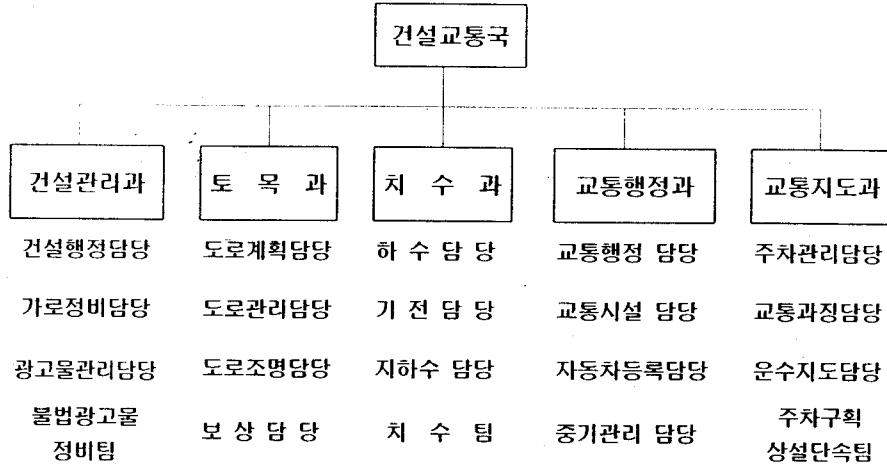 건설교통국
건설관리과 토 목 과 치 수 과 교통행정과 교통지도과
건설행정담당 도로계획담당 하 수 담 당 교통행정 담당 주차관리담당
가로정비담당 도로관리담당 기 전 담 당 교통시설 담당 교통과징담당
광고물관리담당 도로조명담당 지하수 담당 자동차등록담당 운수지도담당
불법광고물 보 상 담 당 치 수 팀 중기관리 담당 주차구획
정비팀 상설단속팀